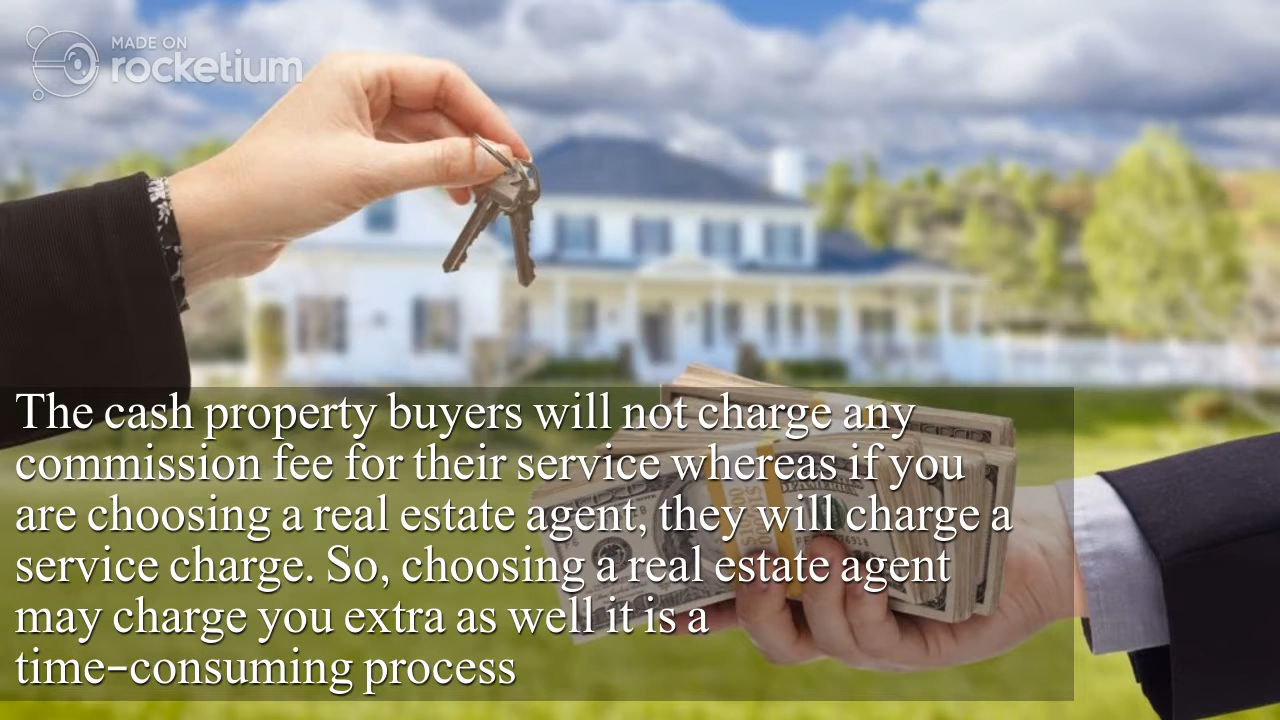 MADE ON
rocketium
The cash property buyers will not charge any
commission fee for their service whereas if you
are choosing a real estate agent, they will charge a
service charge. So, choosing a real estate agent
may charge you extra as well it is a
time-consuming process